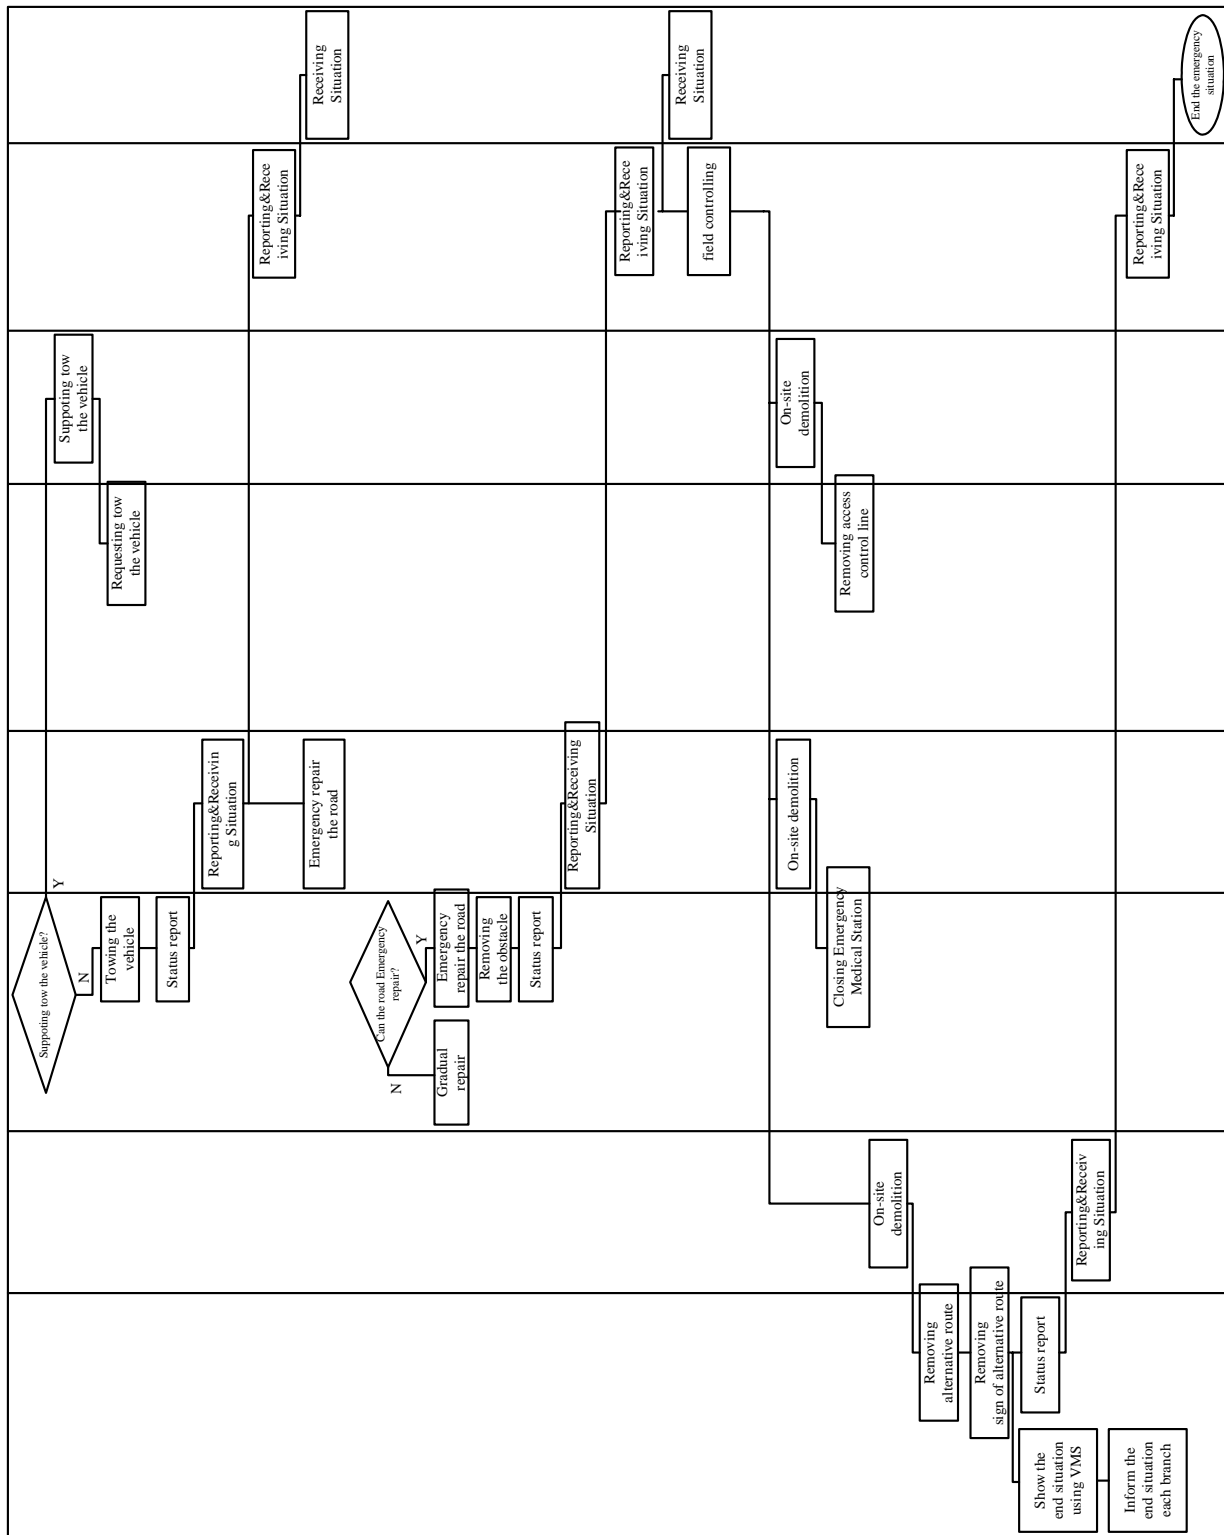 Suppoting tow the vehicle?
Y
N
Towing the
vehicle
Status report
Suppoting tow
the vehicle
Requesting tow
the vehicle
Reporting&Receivin
g Situation
Reporting&Rece
iving Situation
Receiving
Situation
Emergency repair
the road
Can the road Emergency
repair?
Y
N
Gradual
repair
Emergency
repair the road
Removing
the obstacle
Status report
Reporting&Receiving
Situation
Reporting&Rece
iving Situation
Receiving
Situation
field controlling
On-site
demolition
Removing access
control line
On-site demolition
Closing Emergency
Medical Station
On-site
demolition
Removing
alternative route
Removing
sign of alternative route
Status report
Show the
end situation
using VMS
Inform the
end situation
each branch
Reporting&Receiv
ing Situation
Reporting&Rece
iving Situation
End the emergency
situation